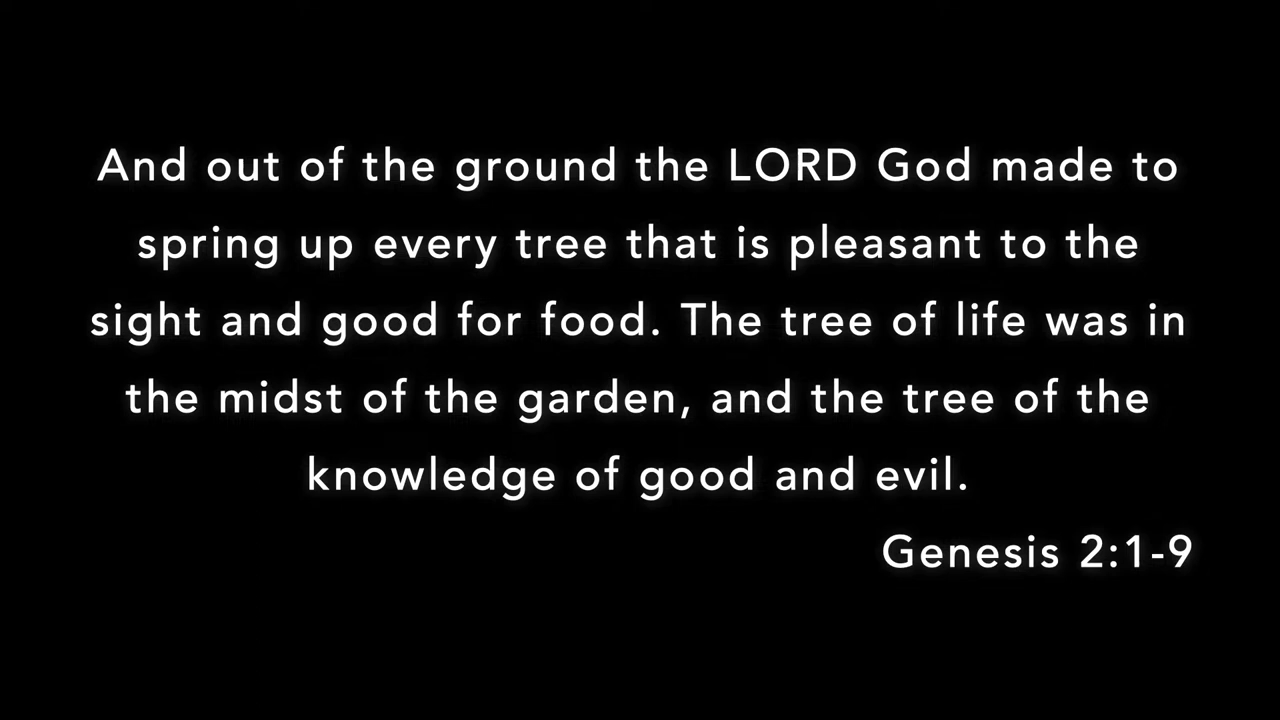 And out of the ground the LORD God made to
spring up every tree that is pleasant to the
sight and good for food. The tree of life was in
the midst of the garden, and the tree of the
knowledge of good and evil.
Genesis 2:1-9